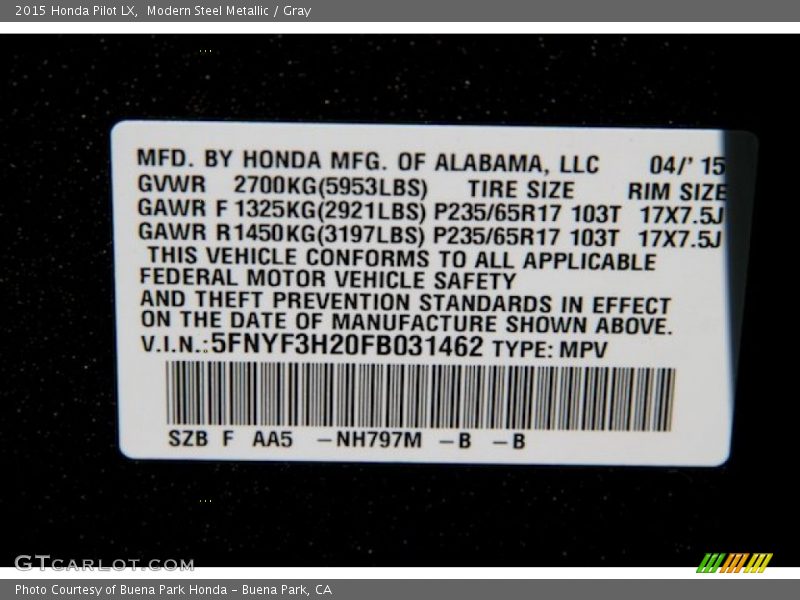 2015 Honda Pilot LX,  Modern Steel Metallic / Gray
MFD. BY HONDA MFG. OF ALABAMA, LLC 04/' 15
GVWR 2700KG(5953LBS) TIRE SIZE RIM SIZE
GAWR F 1325KG(2921LBS) P235/65R17 103T 17X7.5J
GAWR R1450KG(3197LBS) P235/65R17 103T 17X7.5J
THIS VEHICLE CONFORMS TO ALL APPLICABLE
FEDERAL MOTOR VEHICLE SAFETY
AND THEFT PREVENTION STANDARDS IN EFFECT
ON THE DATE OF MANUFACTURE SHOWN ABOVE.
V.I.N.:5FNYF3H20FB031462 TYPE: MPV
SZB F AA5 –NH797M –B –B
GTCARLOT.COM
Photo Courtesy of Buena Park Honda – Buena Park, CA